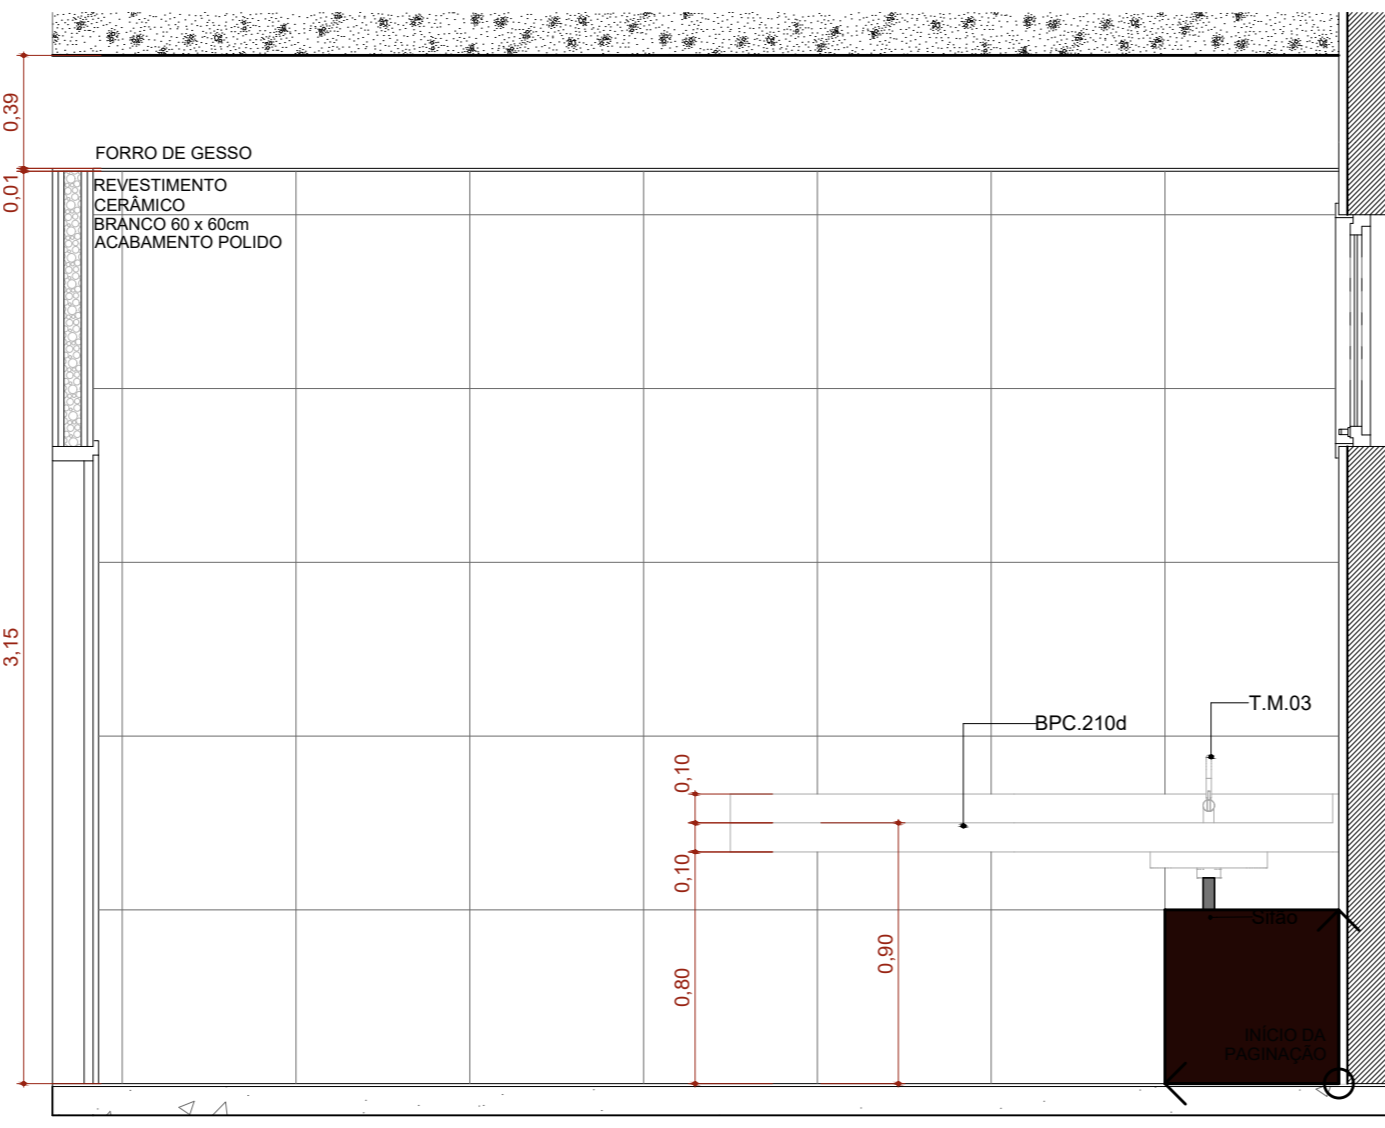 0,39
FORRO DE GESSO
0,01
REVESTIMENTO
CERÂMICO
BRANCO 60 x 60cm
ACABAMENTO POLIDO
3,15
T.M.03
BPC.210d
0,10
0,10
0,90
0,80
Sifão
INÍCIO DA
PAGINAÇÃO